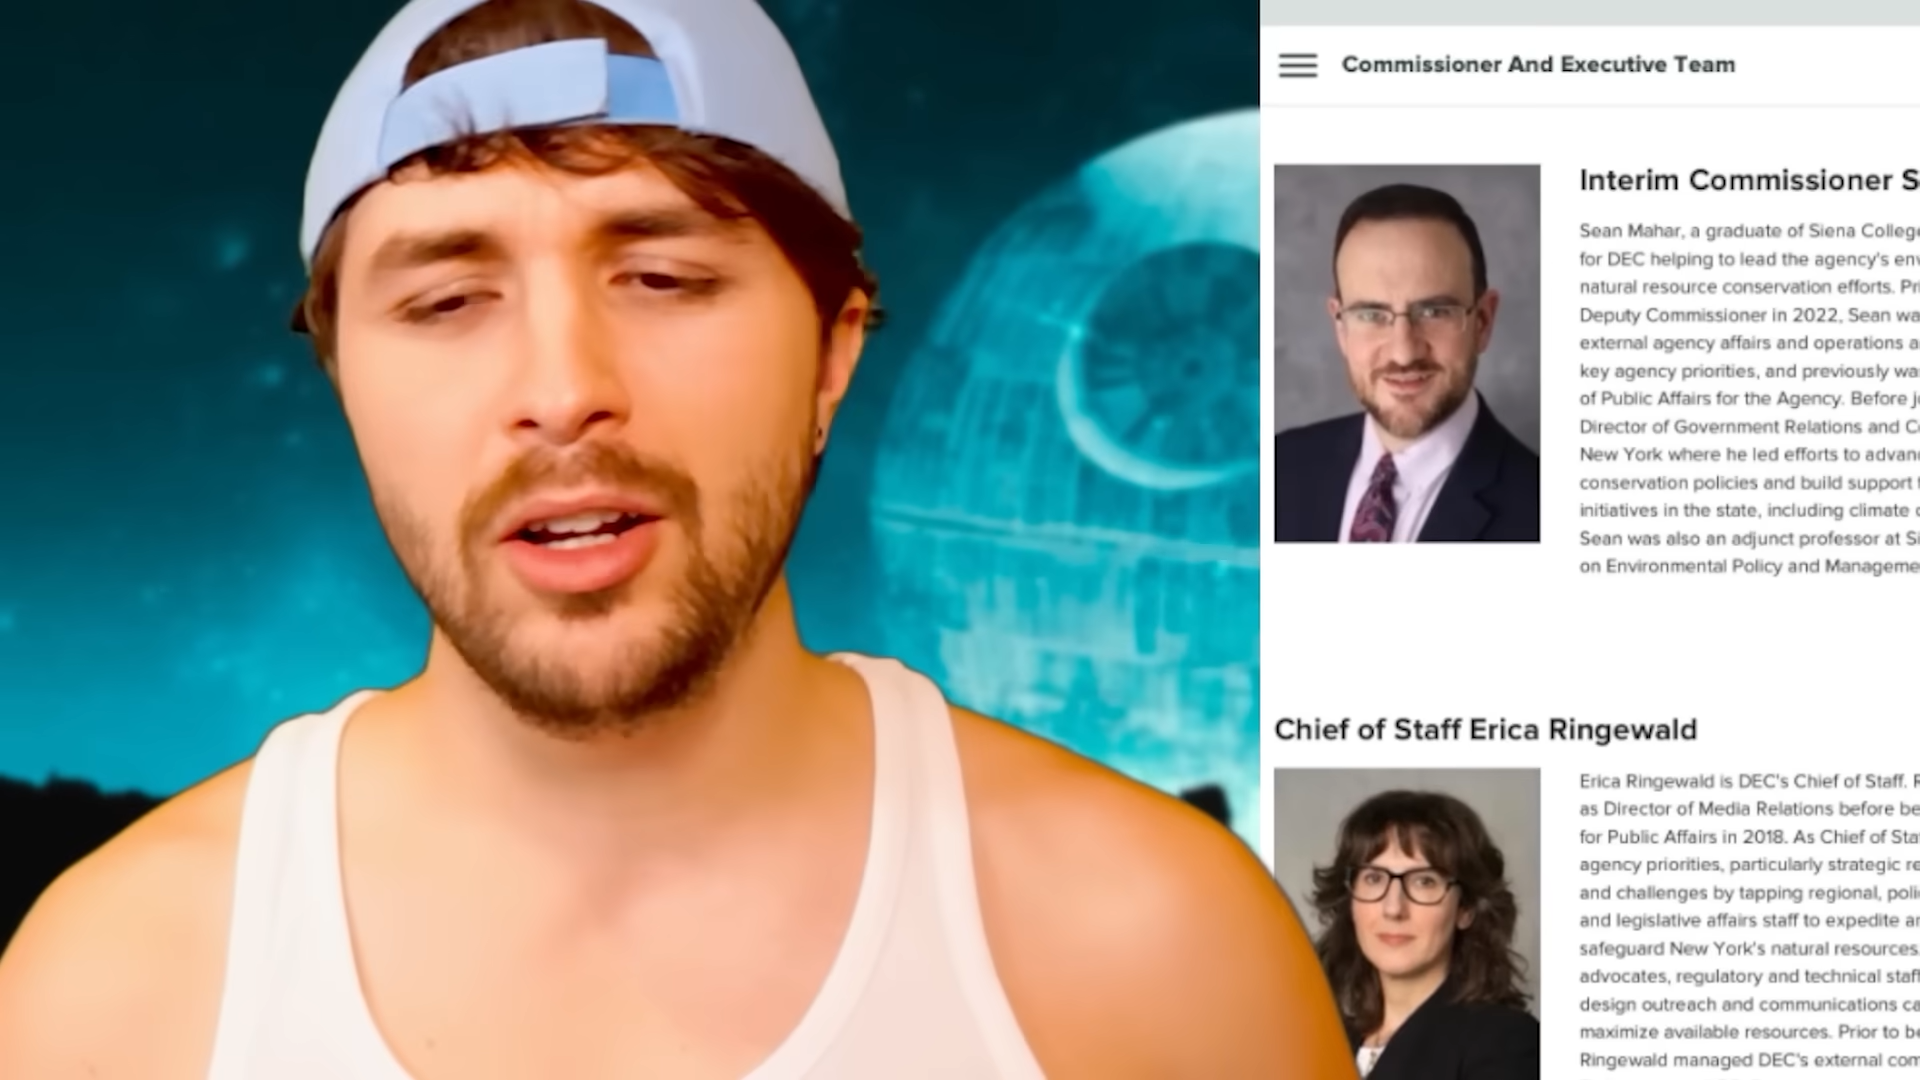 Commissioner And Executive Team
Interim Commissioner S
Sean Mahar, a graduate of Siena College
for DEC helping to lead the agency's env
natural resource conservation efforts. Pri
Deputy Commissioner in 2022, Sean wa
external agency affairs and operations a
key agency priorities, and previously wa
of Public Affairs for the Agency. Before j
Director of Government Relations and C
New York where he led efforts to advan
conservation policies and build support
initiatives in the state, including climate
Sean was also an adjunct professor at Si
on Environmental Policy and Manageme
Chief of Staff Erica Ringewald
Erica Ringewald is DEC's Chief of Staff. R
as Director of Media Relations before be
for Public Affairs in 2018. As Chief of Sta
agency priorities, particularly strategic re
and challenges by tapping regional, poli
and legislative affairs staff to expedite a
safeguard New York's natural resources
advocates, regulatory and technical staf
design outreach and communications ca
maximize available resources. Prior to be
Ringewald managed DEC's external com